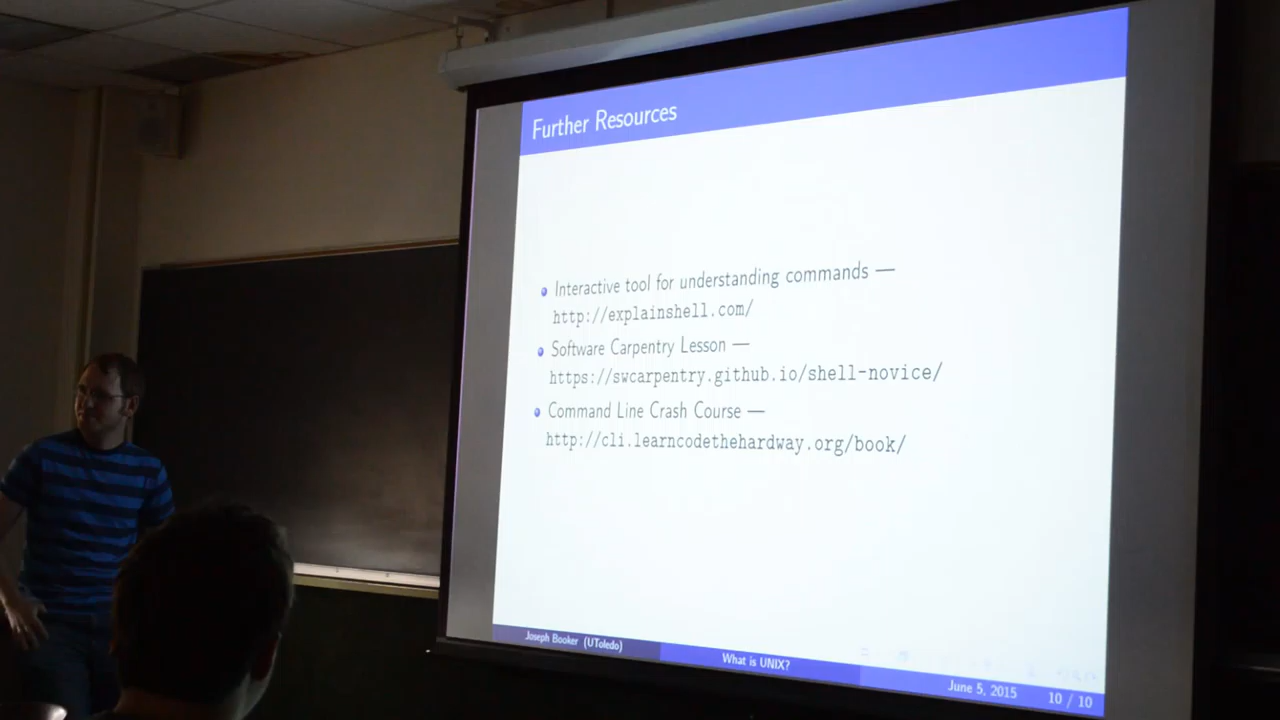 Further Resources
Interactive tool for understanding commands —
http://explainshell.com/
Software Carpentry Lesson —
https://swcarpentry.github.io/shell-novice/
Command Line Crash Course —
http://cli.learncodethehardway.org/book/
Joseph Booker (UToledo)
What is UNIX?
June 5, 2015
10 / 10